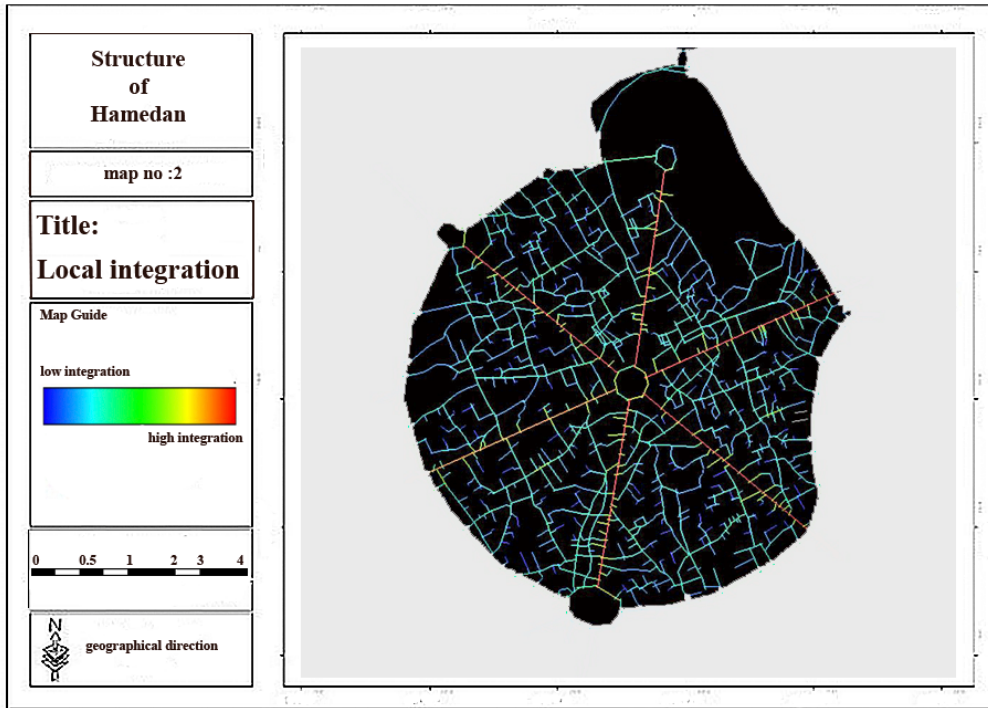 Structure
of
Hamedan
map no :2
Title:
Local integration
Map Guide
low integration
high integration
0 0.5 1 2 3 4
N
geographical direction